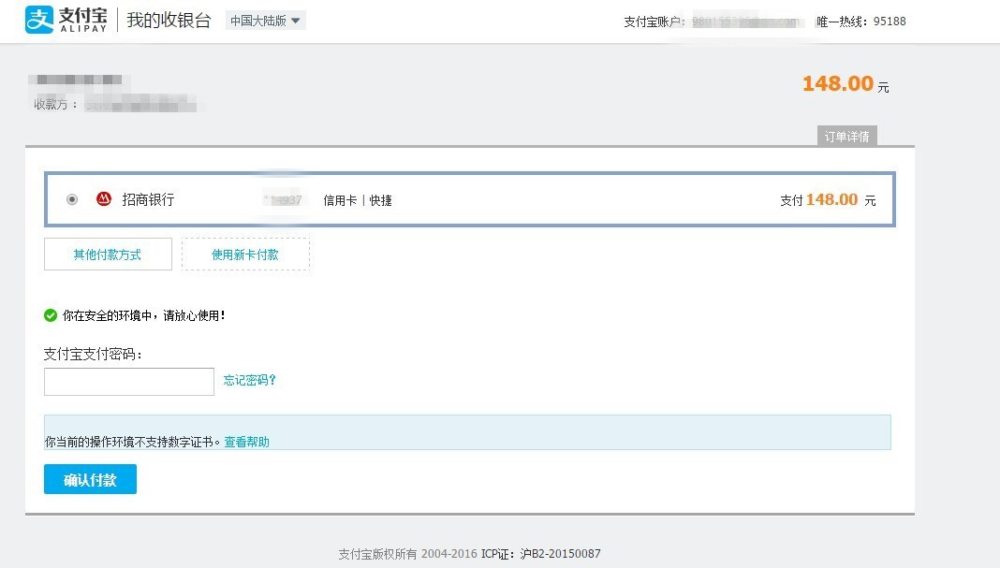 支付宝 ALIPAY 我的收银台 中国大陆版 支付宝账户: 唯一热线: 95188
148.00 元
收款方 :
订单详情
招商银行 信用卡 | 快捷 支付 148.00 元
其他付款方式 使用新卡付款
你在安全的环境中，请放心使用!
支付宝支付密码:
忘记密码?
你当前的操作环境不支持数字证书。查看帮助
确认付款
支付宝版权所有 2004-2016 ICP证: 沪B2-20150087